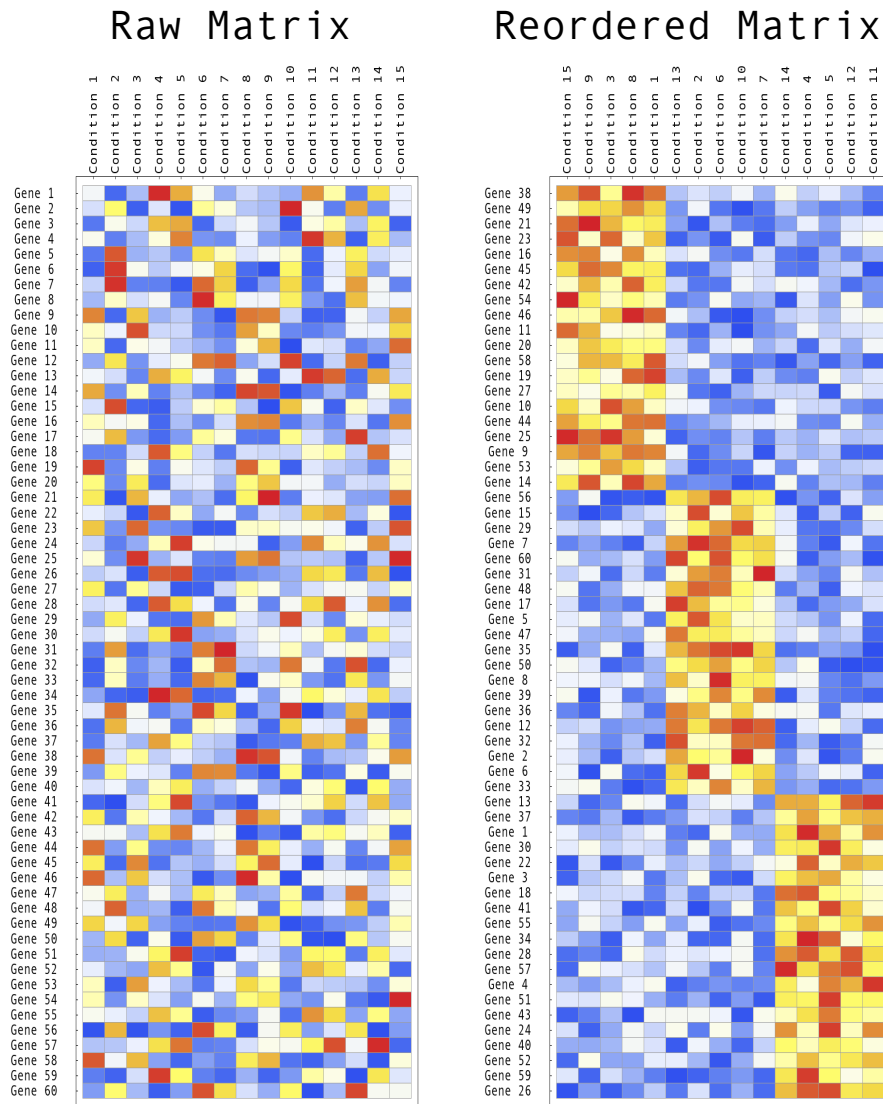 Raw Matrix
Condition 1
Condition 2
Condition 3
Condition 4
Condition 5
Condition 6
Condition 7
Condition 8
Condition 9
Condition 10
Condition 11
Condition 12
Condition 13
Condition 14
Condition 15
Gene 1
Gene 2
Gene 3
Gene 4
Gene 5
Gene 6
Gene 7
Gene 8
Gene 9
Gene 10
Gene 11
Gene 12
Gene 13
Gene 14
Gene 15
Gene 16
Gene 17
Gene 18
Gene 19
Gene 20
Gene 21
Gene 22
Gene 23
Gene 24
Gene 25
Gene 26
Gene 27
Gene 28
Gene 29
Gene 30
Gene 31
Gene 32
Gene 33
Gene 34
Gene 35
Gene 36
Gene 37
Gene 38
Gene 39
Gene 40
Gene 41
Gene 42
Gene 43
Gene 44
Gene 45
Gene 46
Gene 47
Gene 48
Gene 49
Gene 50
Gene 51
Gene 52
Gene 53
Gene 54
Gene 55
Gene 56
Gene 57
Gene 58
Gene 59
Gene 60
Reordered Matrix
Condition 15
Condition 9
Condition 3
Condition 8
Condition 1
Condition 13
Condition 2
Condition 6
Condition 10
Condition 7
Condition 14
Condition 4
Condition 5
Condition 12
Condition 11
Gene 38
Gene 49
Gene 21
Gene 23
Gene 16
Gene 45
Gene 42
Gene 54
Gene 46
Gene 11
Gene 20
Gene 58
Gene 19
Gene 27
Gene 10
Gene 44
Gene 25
Gene 9
Gene 53
Gene 14
Gene 56
Gene 15
Gene 29
Gene 7
Gene 60
Gene 31
Gene 48
Gene 17
Gene 5
Gene 47
Gene 35
Gene 50
Gene 8
Gene 39
Gene 36
Gene 12
Gene 32
Gene 2
Gene 6
Gene 33
Gene 13
Gene 37
Gene 1
Gene 30
Gene 22
Gene 3
Gene 18
Gene 41
Gene 55
Gene 34
Gene 28
Gene 57
Gene 4
Gene 51
Gene 43
Gene 24
Gene 40
Gene 52
Gene 59
Gene 26